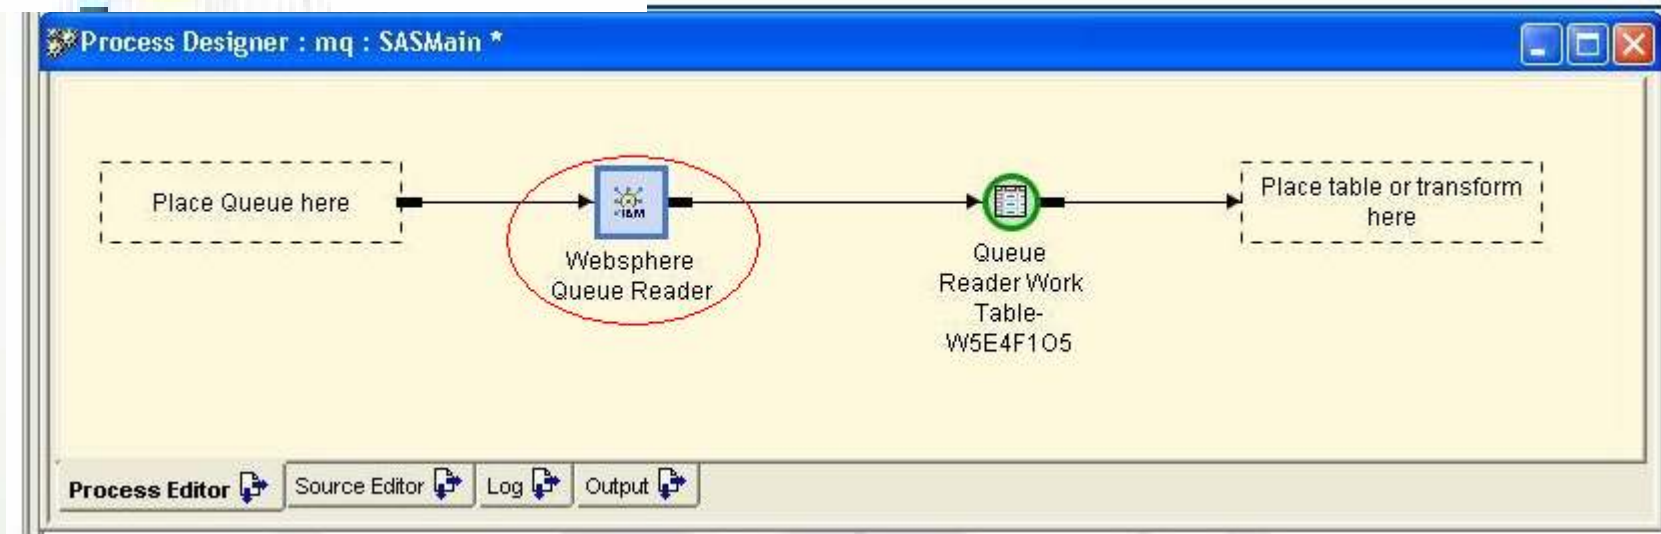 Process Designer : mq : SASMain *
Place Queue here
Websphere
Queue Reader
Queue
Reader Work
Table-
W5E4F1O5
Place table or transform
here
Process Editor
Source Editor
Log
Output